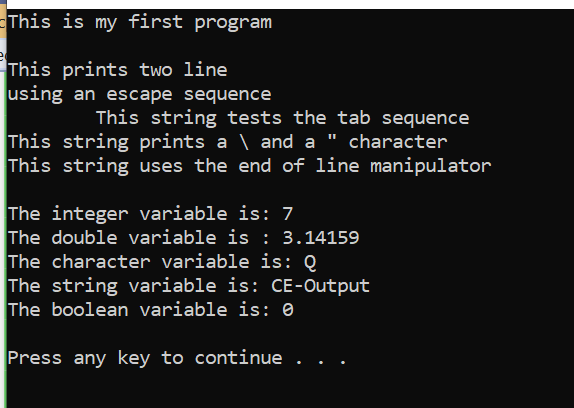 This is my first program
This prints two line
using an escape sequence
This string tests the tab sequence
This string prints a \ and a " character
This string uses the end of line manipulator
The integer variable is: 7
The double variable is : 3.14159
The character variable is: Q
The string variable is: CE-Output
The boolean variable is: 0
Press any key to continue . . .